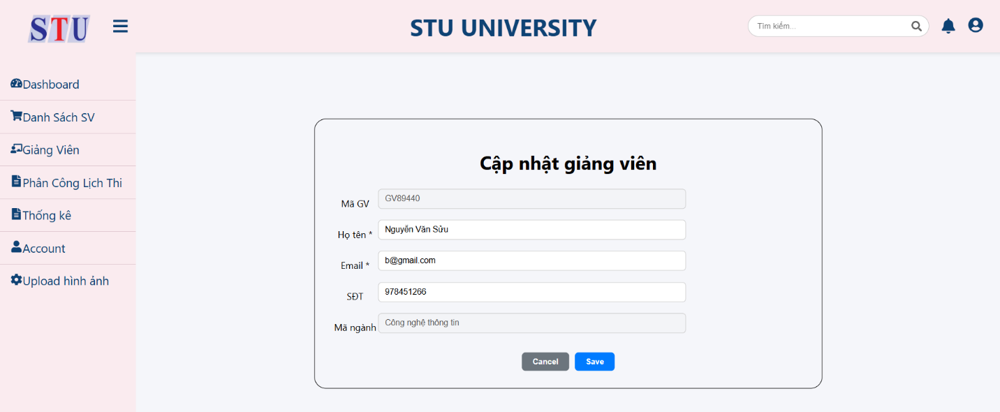 STU
STU UNIVERSITY
Tìm kiếm...
Dashboard
Danh Sách SV
Giảng Viên
Phân Công Lịch Thi
Thống kê
Account
Upload hình ảnh
Cập nhật giảng viên
Mã GV GV89440
Họ tên * Nguyễn Văn Sửu
Email * b@gmail.com
SĐT 978451266
Mã ngành Công nghệ thông tin
Cancel Save